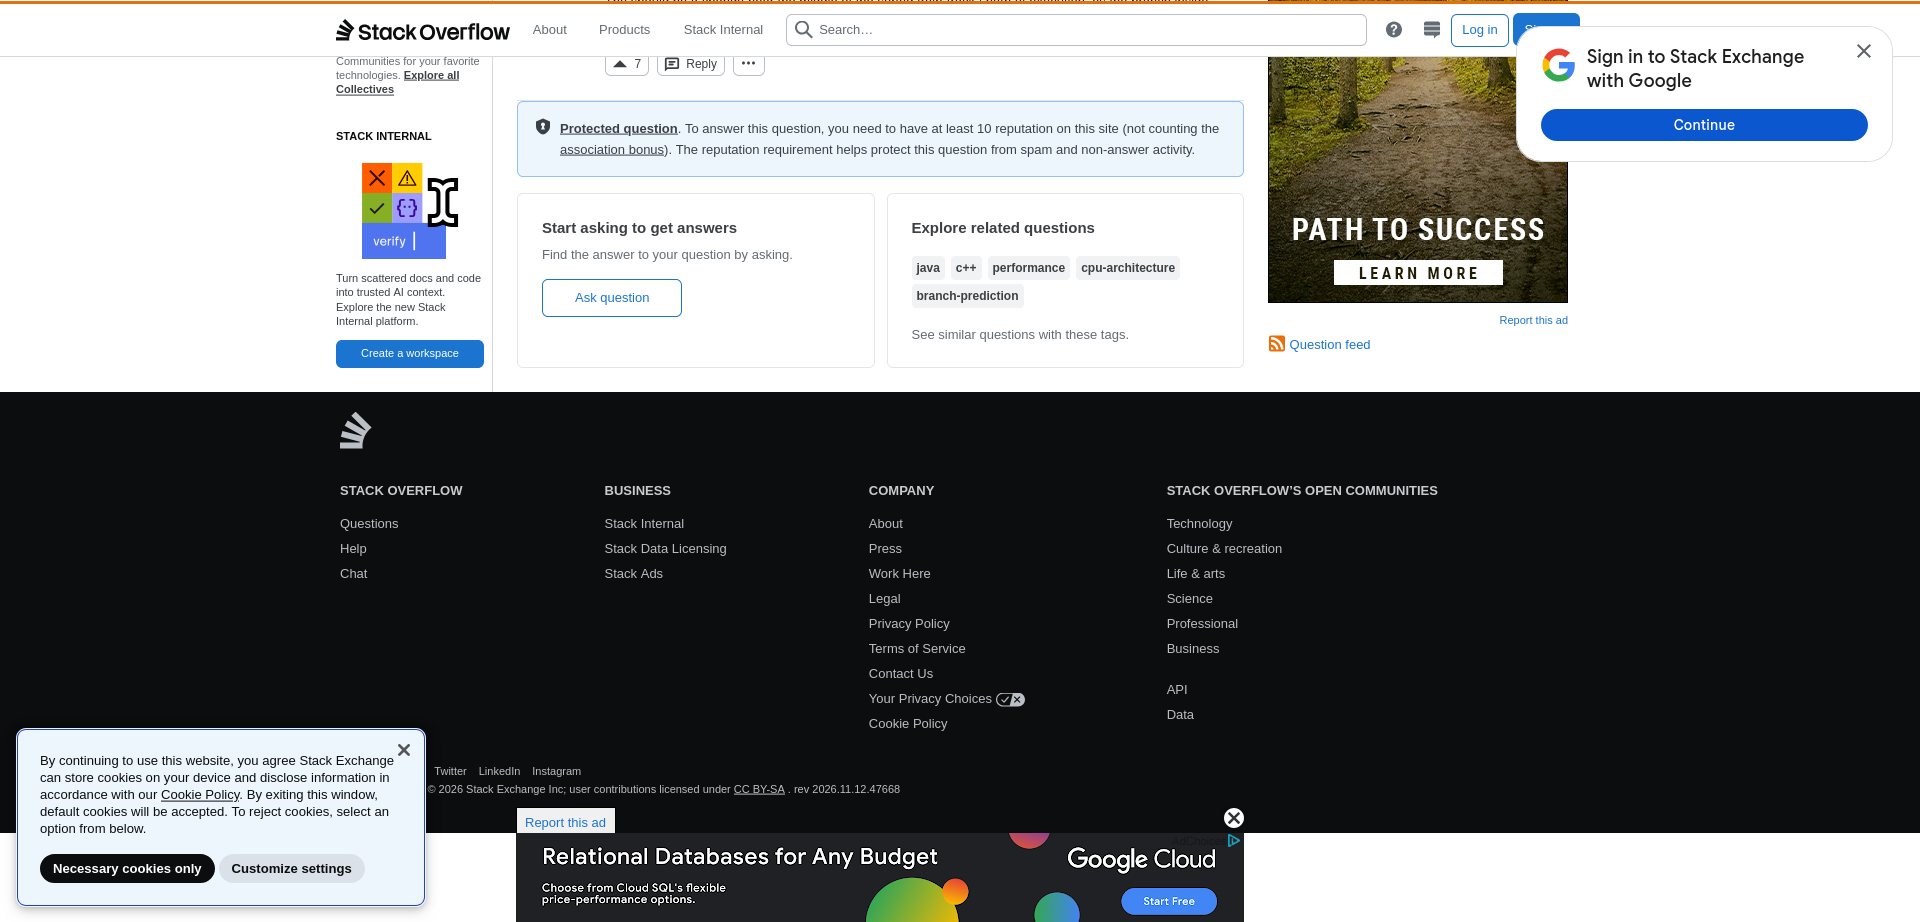 stack overflow
About
Products
Stack Internal
Search…
Log in
Sign in to Stack Exchange
with Google
Continue
Communities for your favorite
technologies. Explore all
Collectives
7
Reply
Protected question. To answer this question, you need to have at least 10 reputation on this site (not counting the
association bonus). The reputation requirement helps protect this question from spam and non-answer activity.
STACK INTERNAL
verify
Turn scattered docs and code
into trusted AI context.
Explore the new Stack
Internal platform.
Create a workspace
Start asking to get answers
Find the answer to your question by asking.
Ask question
Explore related questions
java c++ performance cpu-architecture
branch-prediction
See similar questions with these tags.
PATH TO SUCCESS
LEARN MORE
Report this ad
Question feed
STACK OVERFLOW
Questions
Help
Chat
BUSINESS
Stack Internal
Stack Data Licensing
Stack Ads
COMPANY
About
Press
Work Here
Legal
Privacy Policy
Terms of Service
Contact Us
Your Privacy Choices
Cookie Policy
STACK OVERFLOW’S OPEN COMMUNITIES
Technology
Culture & recreation
Life & arts
Science
Professional
Business
API
Data
Twitter LinkedIn Instagram
© 2026 Stack Exchange Inc; user contributions licensed under CC BY-SA . rev 2026.11.12.47668
By continuing to use this website, you agree Stack Exchange
can store cookies on your device and disclose information in
accordance with our Cookie Policy. By exiting this window,
default cookies will be accepted. To reject cookies, select an
option from below.
Necessary cookies only
Customize settings
Report this ad
Relational Databases for Any Budget
Choose from Cloud SQL's flexible
price-performance options.
Google Cloud
Start Free